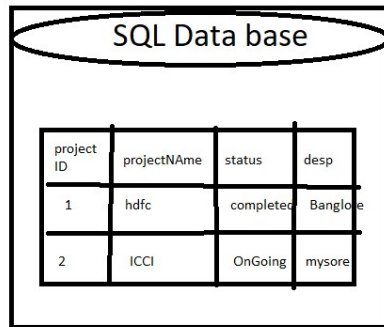 SQL Data base
project ID projectNAme status desp
1 hdfc completed Banglore
2 ICCI OnGoing mysore